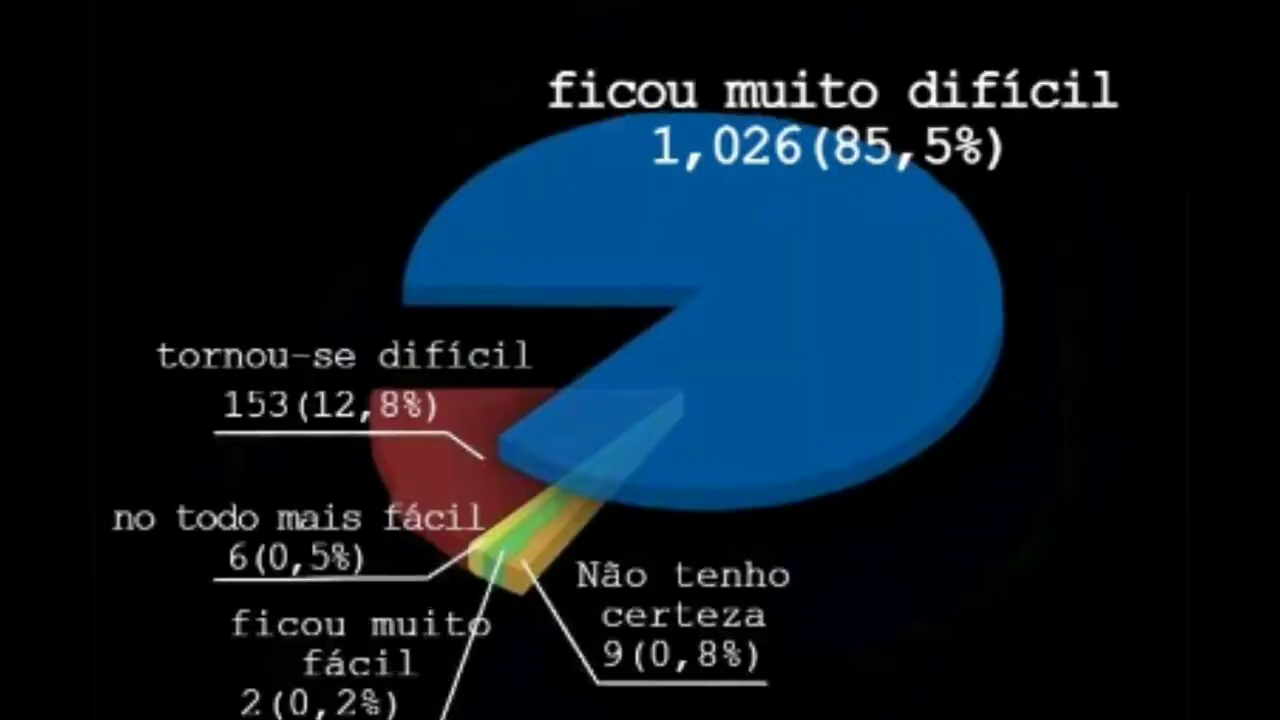 ficou muito difícil
1,026(85,5%)
tornou-se difícil
153(12,8%)
no todo mais fácil
6(0,5%)
Não tenho
certeza
9(0,8%)
ficou muito
fácil
2(0,2%)